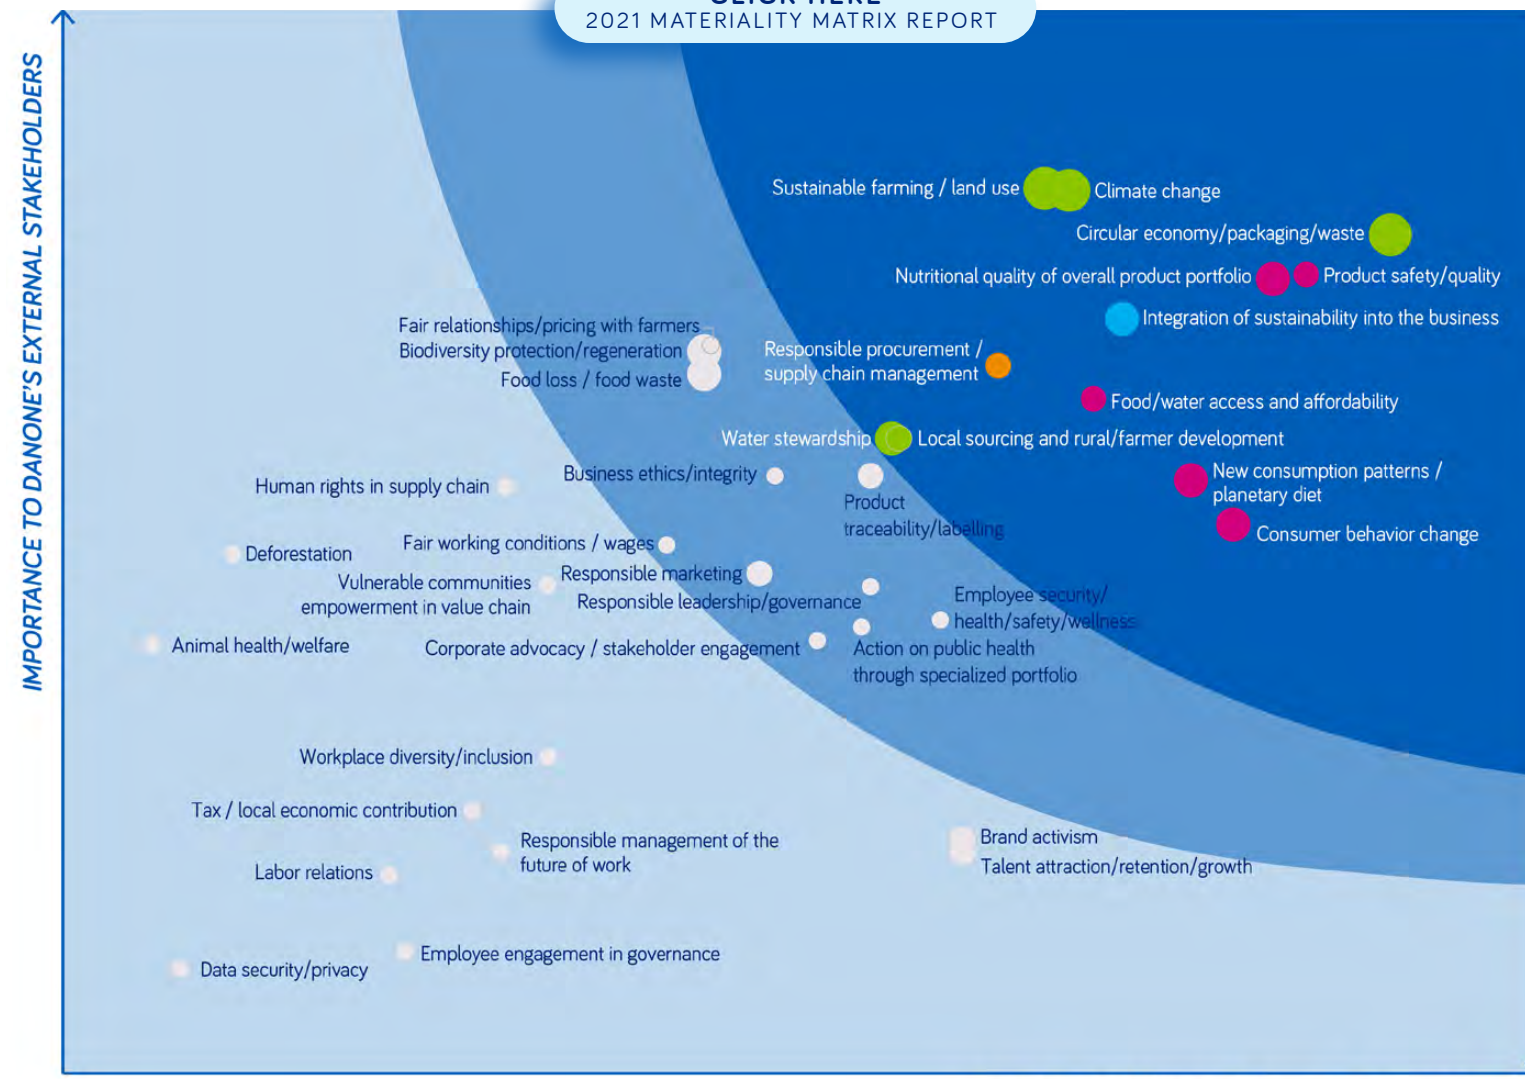 CLICK HERE
2021 MATERIALITY MATRIX REPORT
IMPORTANCE TO DANONE'S EXTERNAL STAKEHOLDERS
Sustainable farming / land use
Climate change
Circular economy/packaging/waste
Nutritional quality of overall product portfolio
Product safety/quality
Integration of sustainability into the business
Fair relationships/pricing with farmers
Biodiversity protection/regeneration
Food loss / food waste
Responsible procurement /
supply chain management
Food/water access and affordability
Water stewardship
Local sourcing and rural/farmer development
Business ethics/integrity
Human rights in supply chain
Product
traceability/labelling
New consumption patterns /
planetary diet
Consumer behavior change
Fair working conditions / wages
Deforestation
Vulnerable communities
empowerment in value chain
Responsible marketing
Responsible leadership/governance
Employee security/
health/safety/wellness
Animal health/welfare
Corporate advocacy / stakeholder engagement
Action on public health
through specialized portfolio
Workplace diversity/inclusion
Tax / local economic contribution
Responsible management of the
future of work
Brand activism
Talent attraction/retention/growth
Labor relations
Employee engagement in governance
Data security/privacy